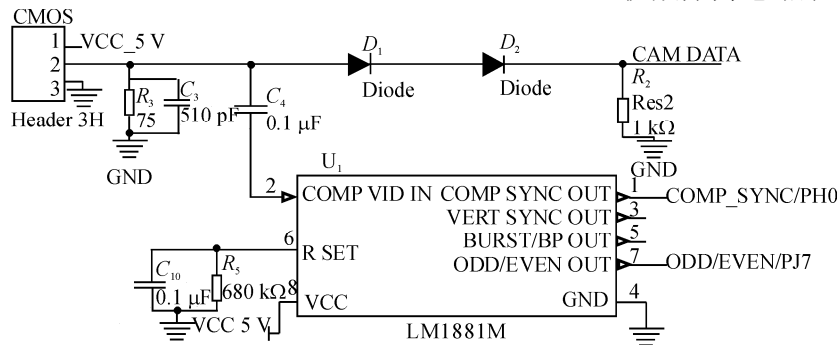 CMOS
1
VCC_5 V
2
3
Header 3H
R3
75
C3
510 pF
GND
C4
0.1 μF
D1
Diode
D2
Diode
CAM DATA
R2
Res2
1 kΩ
GND
U1
2
COMP VID IN
COMP SYNC OUT
1
COMP_SYNC/PH0
VERT SYNC OUT
3
BURST/BP OUT
5
6
R SET
ODD/EVEN OUT
7
ODD/EVEN/PJ7
C10
0.1 μF
R5
680 kΩ
8
VCC
GND
4
VCC 5 V
LM1881M